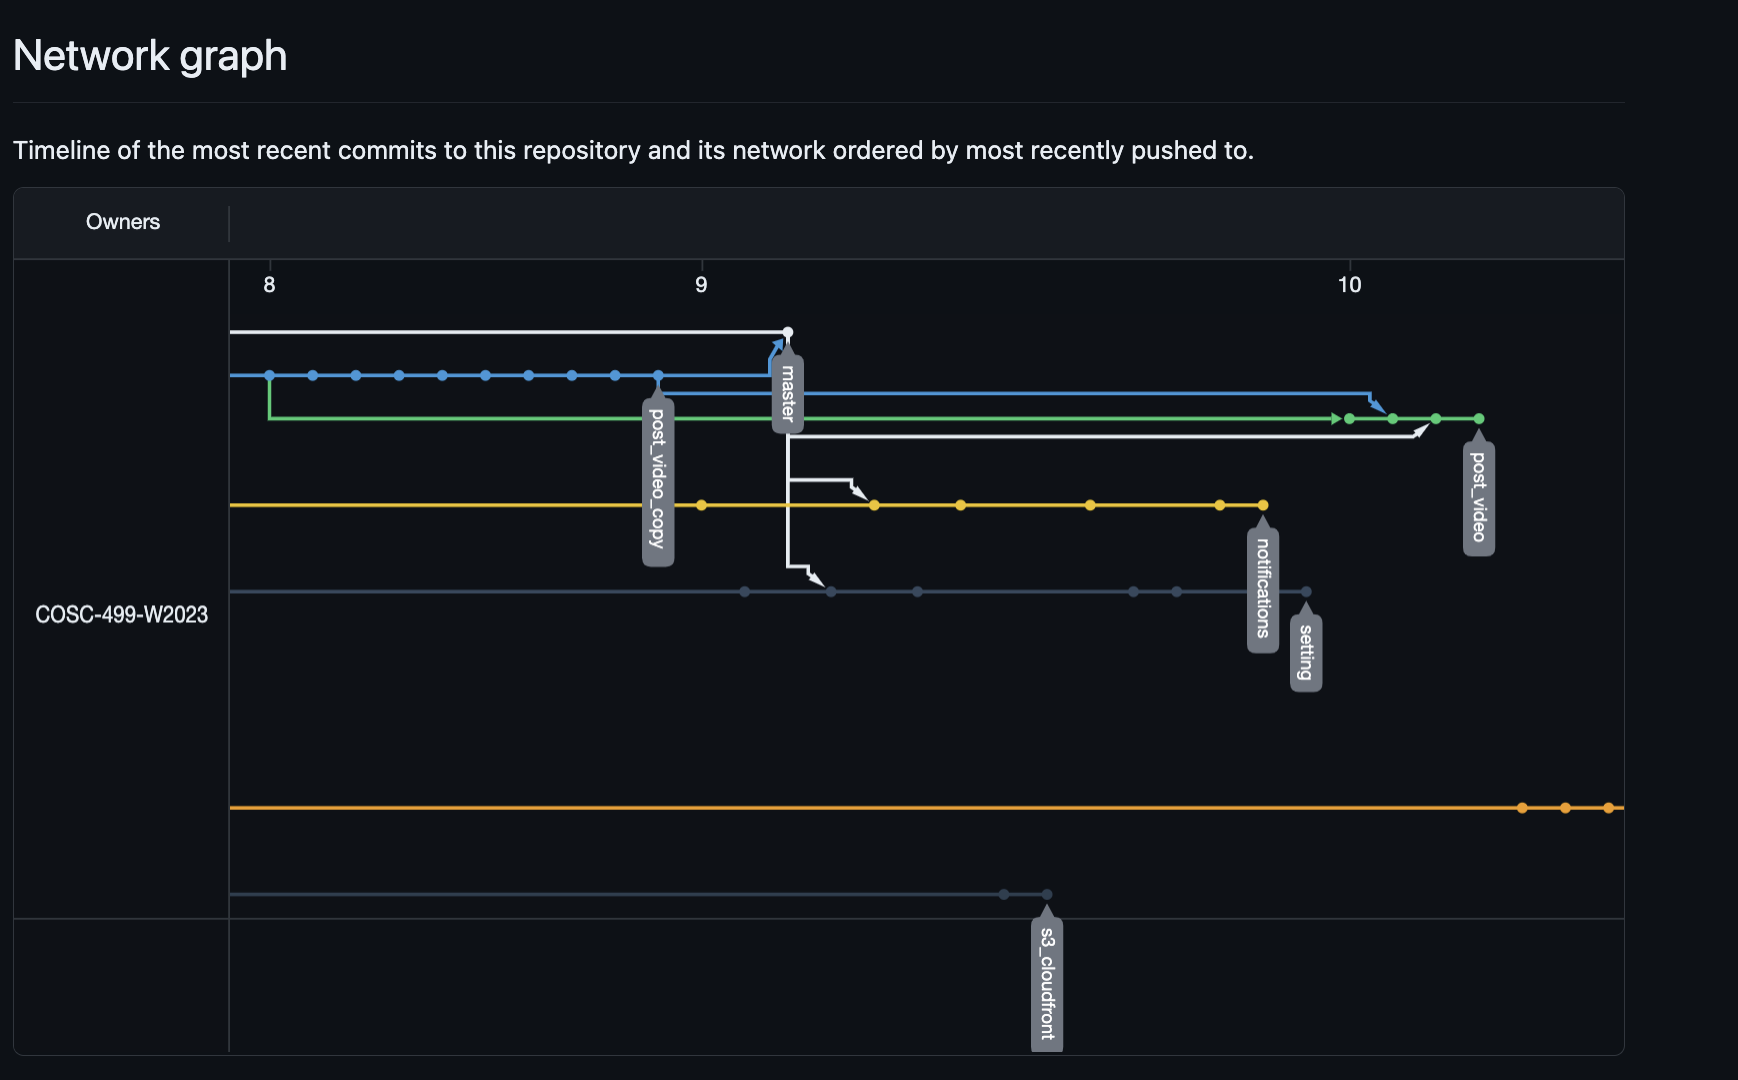 Network graph
Timeline of the most recent commits to this repository and its network ordered by most recently pushed to.
Owners
8
9
10
master
post_video_copy
post_video
notifications
COSC-499-W2023
setting
s3_cloudfront